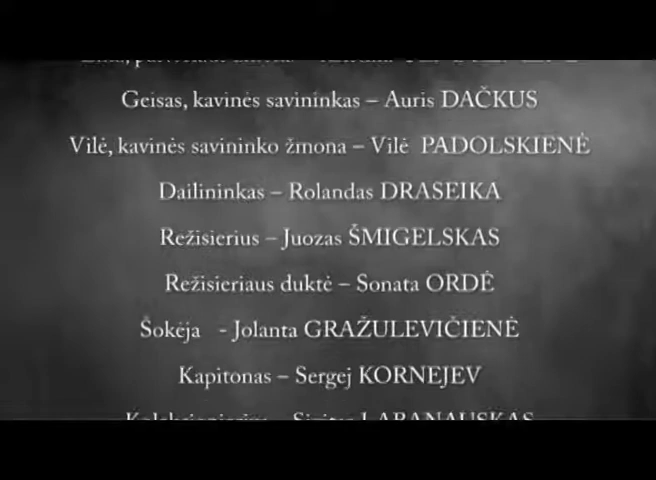 Geisas, kavinės savininkas – Auris DAČKUS
Vilė, kavinės savininko žmona – Vilė PADOLSKIENĖ
Dailininkas – Rolandas DRASEIKA
Režisierius – Juozas ŠMIGELSKAS
Režisieriaus duktė – Sonata ORDĖ
Šokėja - Jolanta GRAŽULEVIČIENĖ
Kapitonas – Sergej KORNEJEV